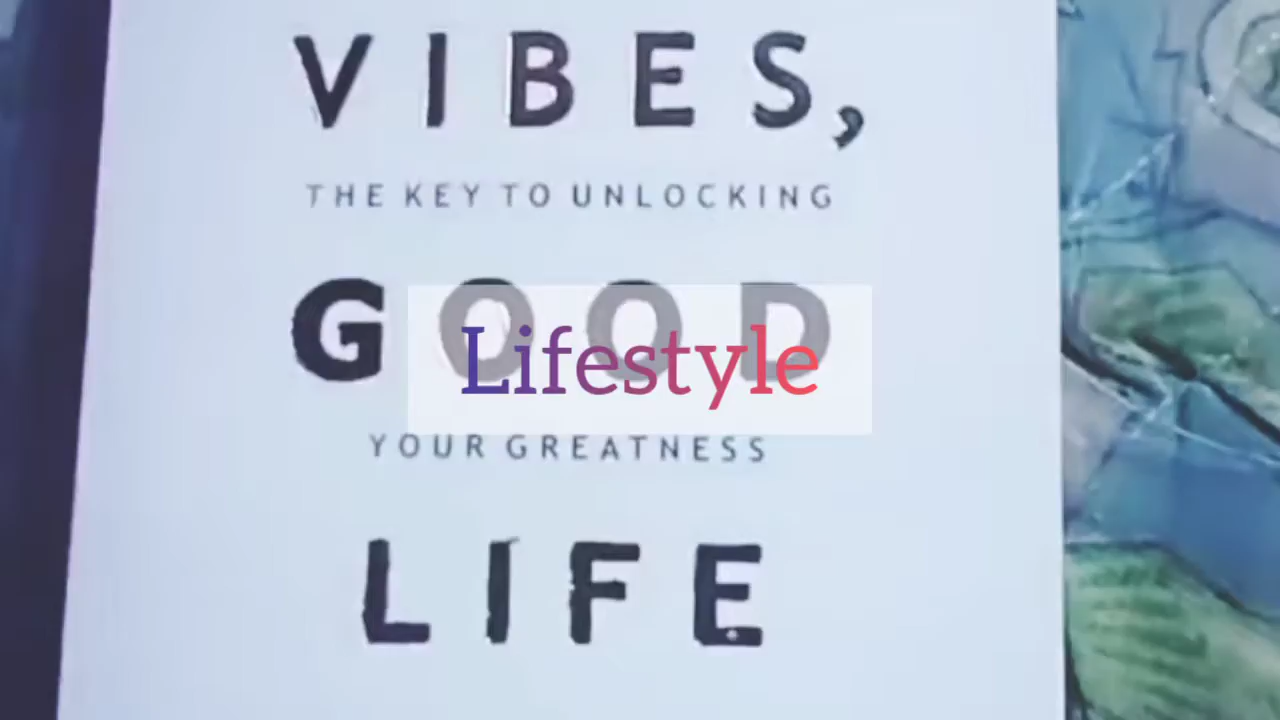 VIBES,
THE KEY TO UNLOCKING
GOOD
Lifestyle
YOUR GREATNESS
LIFE